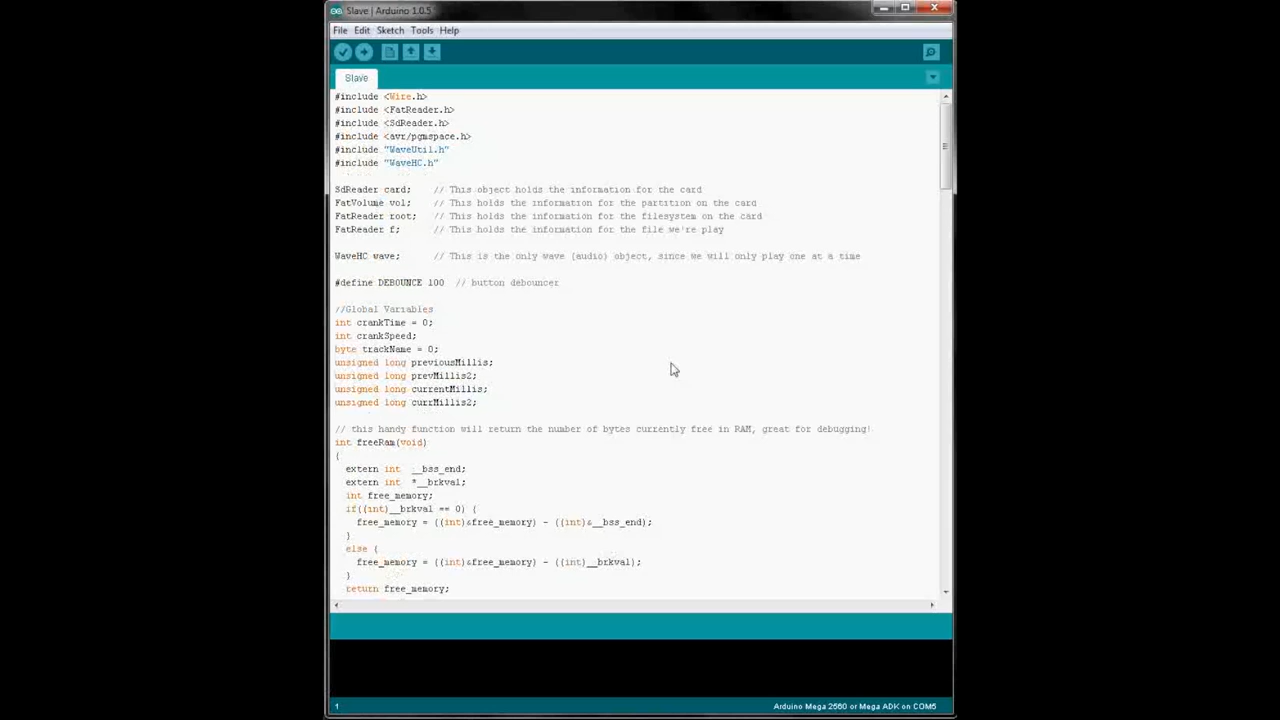 Slave | Arduino 1.0.5
File Edit Sketch Tools Help
Slave
#include <Wire.h>
#include <FatReader.h>
#include <SdReader.h>
#include <avr/pgmspace.h>
#include "WaveUtil.h"
#include "WaveHC.h"
SdReader card;    // This object holds the information for the card
FatVolume vol;    // This holds the information for the partition on the card
FatReader root;   // This holds the information for the filesystem on the card
FatReader f;      // This holds the information for the file we're play
WaveHC wave;      // This is the only wave (audio) object, since we will only play one at a time
#define DEBOUNCE 100  // button debouncer
//Global Variables
int crankTime = 0;
int crankSpeed;
byte trackName = 0;
unsigned long previousMillis;
unsigned long prevMillis2;
unsigned long currentMillis;
unsigned long currMillis2;
// this handy function will return the number of bytes currently free in RAM, great for debugging!
int freeRam(void)
{
  extern int  __bss_end;
  extern int  *__brkval;
  int free_memory;
  if((int)__brkval == 0) {
    free_memory = ((int)&free_memory) - ((int)&__bss_end);
  }
  else {
    free_memory = ((int)&free_memory) - ((int)__brkval);
  }
  return free_memory;
1
Arduino Mega 2560 or Mega ADK on COM5